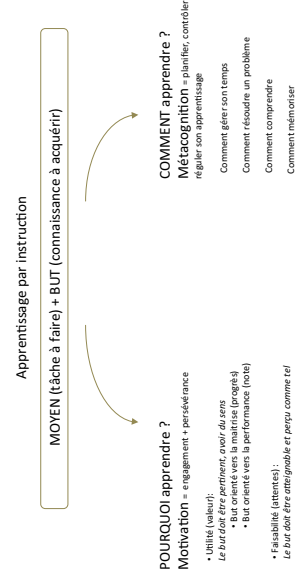 Apprentissage par instruction
MOYEN (tâche à faire) + BUT (connaissance à acquérir)
POURQUOI apprendre ?
Motivation = engagement + persévérance
• Utilité (valeur):
Le but doit être pertinent, avoir du sens
• But orienté vers la maitrise (progrès)
• But orienté vers la performance (note)
• Faisabilité (attentes) :
Le but doit être atteignable et perçu comme tel
COMMENT apprendre ?
Métacognition = planifier, contrôler
réguler son apprentissage
Comment gérer son temps
Comment résoudre un problème
Comment comprendre
Comment mémoriser